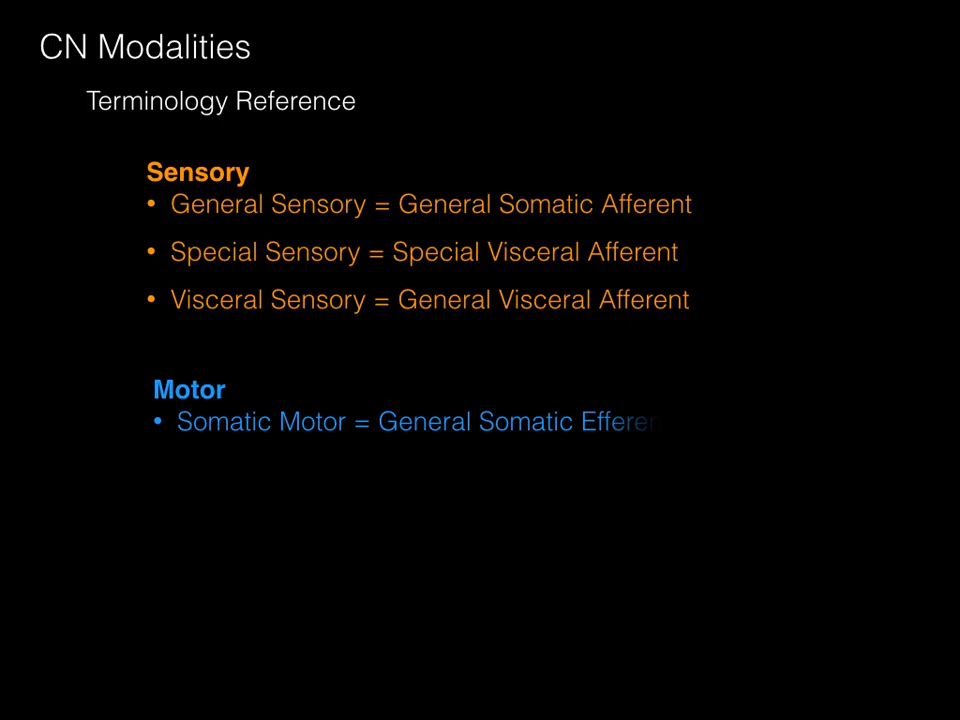 CN Modalities
Terminology Reference
Sensory
• General Sensory = General Somatic Afferent
• Special Sensory = Special Visceral Afferent
• Visceral Sensory = General Visceral Afferent
Motor
• Somatic Motor = General Somatic Efferen